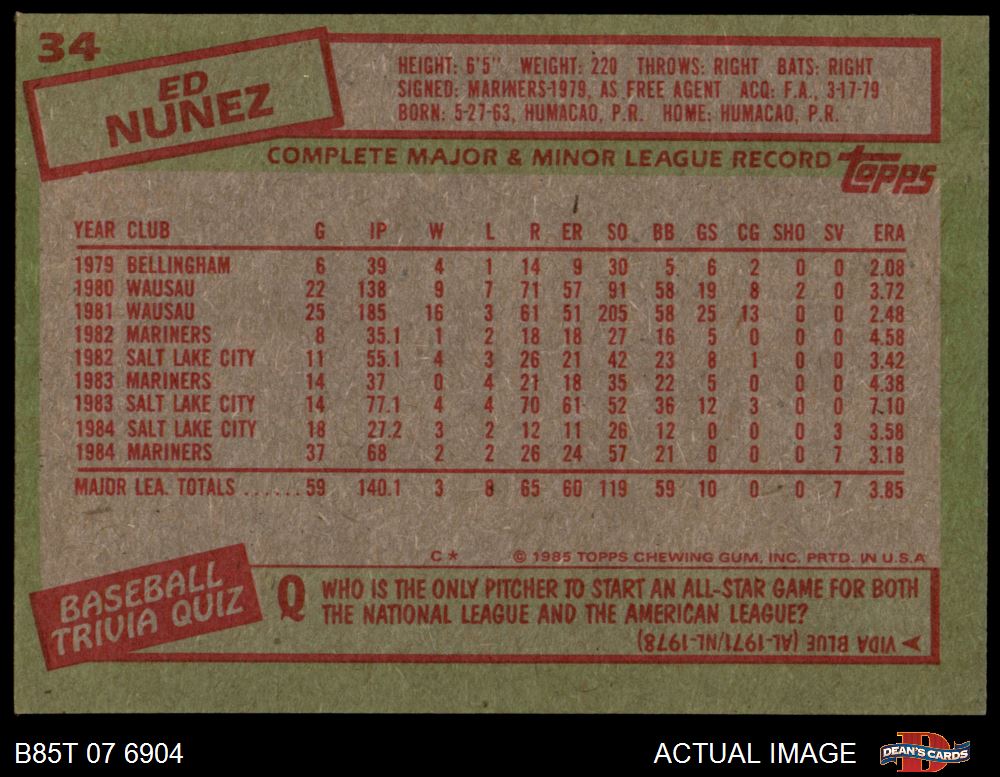 34
ED
NUNEZ
HEIGHT: 6'5" WEIGHT: 220 THROWS: RIGHT BATS: RIGHT
SIGNED: MARINERS-1979, AS FREE AGENT ACQ: F.A., 3-17-79
BORN: 5-27-63, HUMACAO, P.R. HOME: HUMACAO, P.R.
COMPLETE MAJOR & MINOR LEAGUE RECORD
TOPPS
YEAR CLUB G IP W L R ER SO BB GS CG SHO SV ERA
1979 BELLINGHAM 6 39 4 1 14 9 30 5 6 2 0 0 2.08
1980 WAUSAU 22 138 9 7 71 57 91 58 19 8 2 0 3.72
1981 WAUSAU 25 185 16 3 61 51 205 58 25 13 0 0 2.48
1982 MARINERS 8 35.1 1 2 18 18 27 16 5 0 0 0 4.58
1982 SALT LAKE CITY 11 55.1 4 3 26 21 42 23 8 1 0 0 3.42
1983 MARINERS 14 37 0 4 21 18 35 22 5 0 0 0 4.38
1983 SALT LAKE CITY 14 77.1 4 4 70 61 52 36 12 3 0 0 7.10
1984 SALT LAKE CITY 18 27.2 3 2 12 11 26 12 0 0 0 3 3.58
1984 MARINERS 37 68 2 2 26 24 57 21 0 0 0 7 3.18
MAJOR LEA. TOTALS ......59 140.1 3 8 65 60 119 59 10 0 0 7 3.85
C* © 1985 TOPPS CHEWING GUM, INC. PRTD. IN U.S.A
BASEBALL
TRIVIA QUIZ
Q WHO IS THE ONLY PITCHER TO START AN ALL-STAR GAME FOR BOTH
THE NATIONAL LEAGUE AND THE AMERICAN LEAGUE?
VIDA BLUE (AL-1971/NL-1978)
B85T 07 6904
ACTUAL IMAGE
DEAN'S CARDS